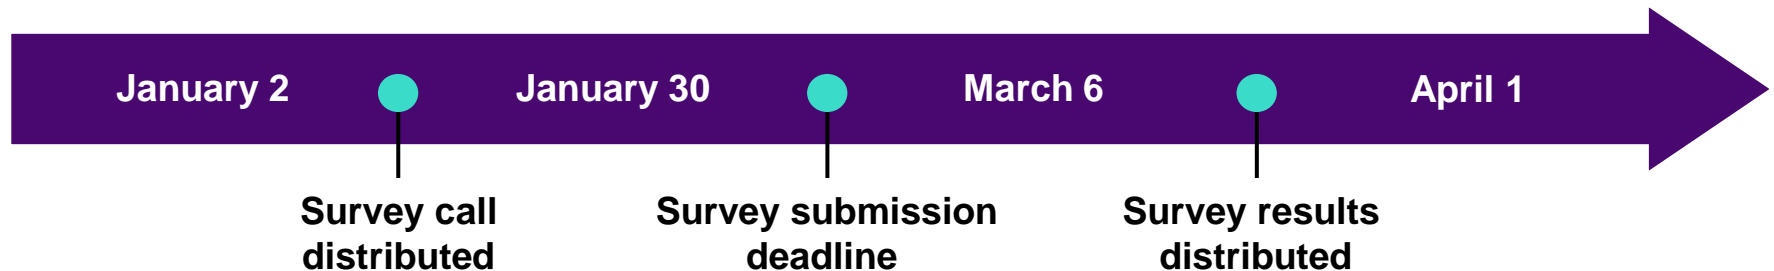 January 2
January 30
March 6
April 1
Survey call
distributed
Survey submission
deadline
Survey results
distributed